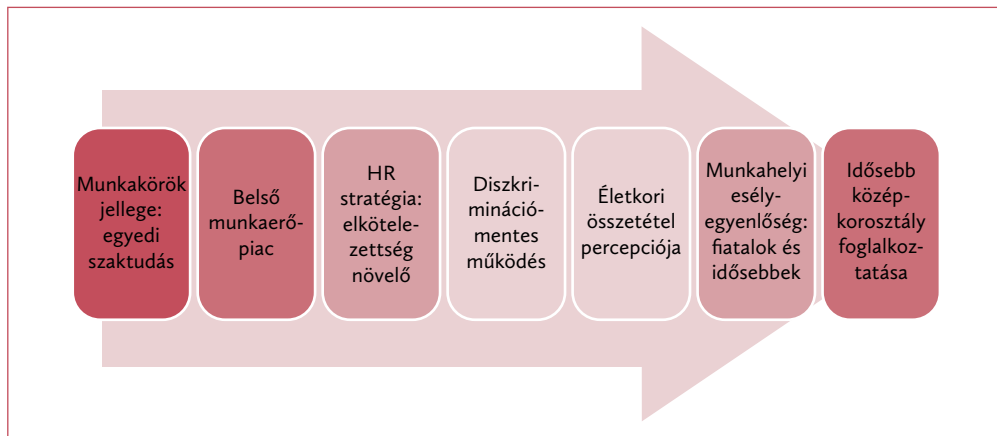 Munkakörök
jellege:
egyedi
szaktudás
Belső
munkaerő-
piac
HR
stratégia:
elkötele-
zettség
növelő
Diszkri-
mináció-
mentes
működés
Életkori
összetétel
percepciója
Munkahelyi
esély-
egyenlőség:
fiatalok és
idősebbek
Idősebb
közép-
korosztály
foglalkoz-
tatása